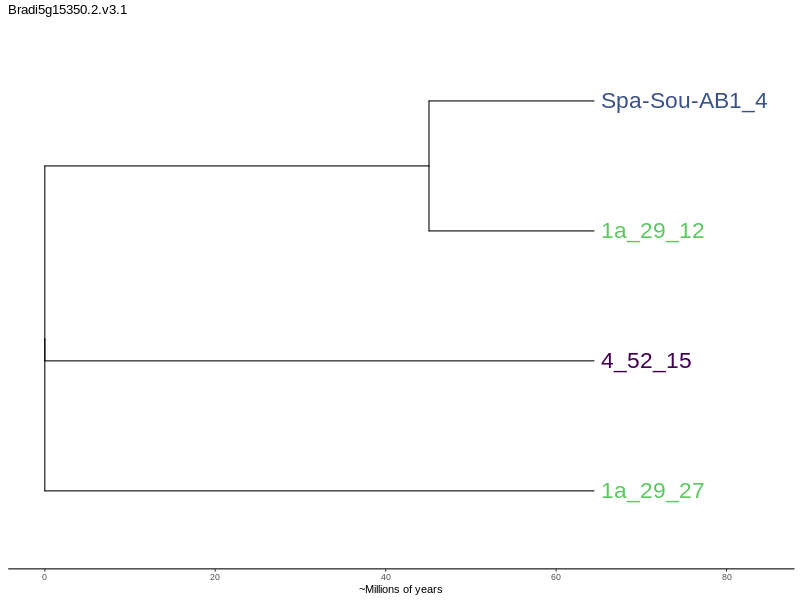 Bradi5g15350.2.v3.1
Spa-Sou-AB1_4
1a_29_12
4_52_15
1a_29_27
0 20 40 60 80
~Millions of years